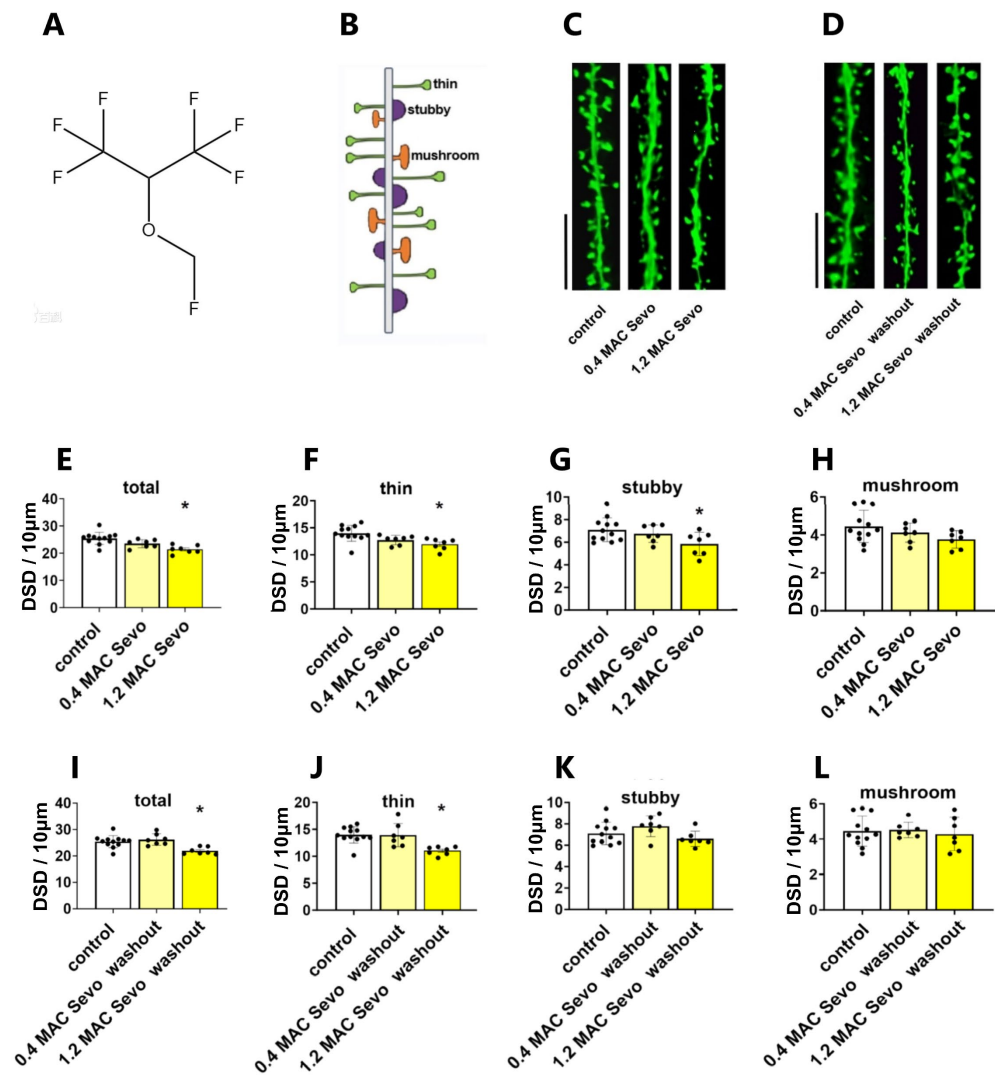 A
B
C
D
F
F
F
F
F
F
O
F
thin
stubby
mushroom
control
0.4 MAC Sevo
1.2 MAC Sevo
control
0.4 MAC Sevo washout
1.2 MAC Sevo washout
E
F
G
H
total
thin
stubby
mushroom
DSD / 10µm
40
30
20
10
0
*
control
0.4 MAC Sevo
1.2 MAC Sevo
DSD / 10µm
20
15
10
5
0
*
control
0.4 MAC Sevo
1.2 MAC Sevo
DSD / 10µm
10
8
6
4
2
0
*
control
0.4 MAC Sevo
1.2 MAC Sevo
DSD / 10µm
6
4
2
0
control
0.4 MAC Sevo
1.2 MAC Sevo
I
J
K
L
total
thin
stubby
mushroom
DSD / 10µm
40
30
20
10
0
*
control
0.4 MAC Sevo washout
1.2 MAC Sevo washout
DSD / 10µm
20
15
10
5
0
*
control
0.4 MAC Sevo washout
1.2 MAC Sevo washout
DSD / 10µm
10
8
6
4
2
0
control
0.4 MAC Sevo washout
1.2 MAC Sevo washout
DSD / 10µm
6
4
2
0
control
0.4 MAC Sevo washout
1.2 MAC Sevo washout